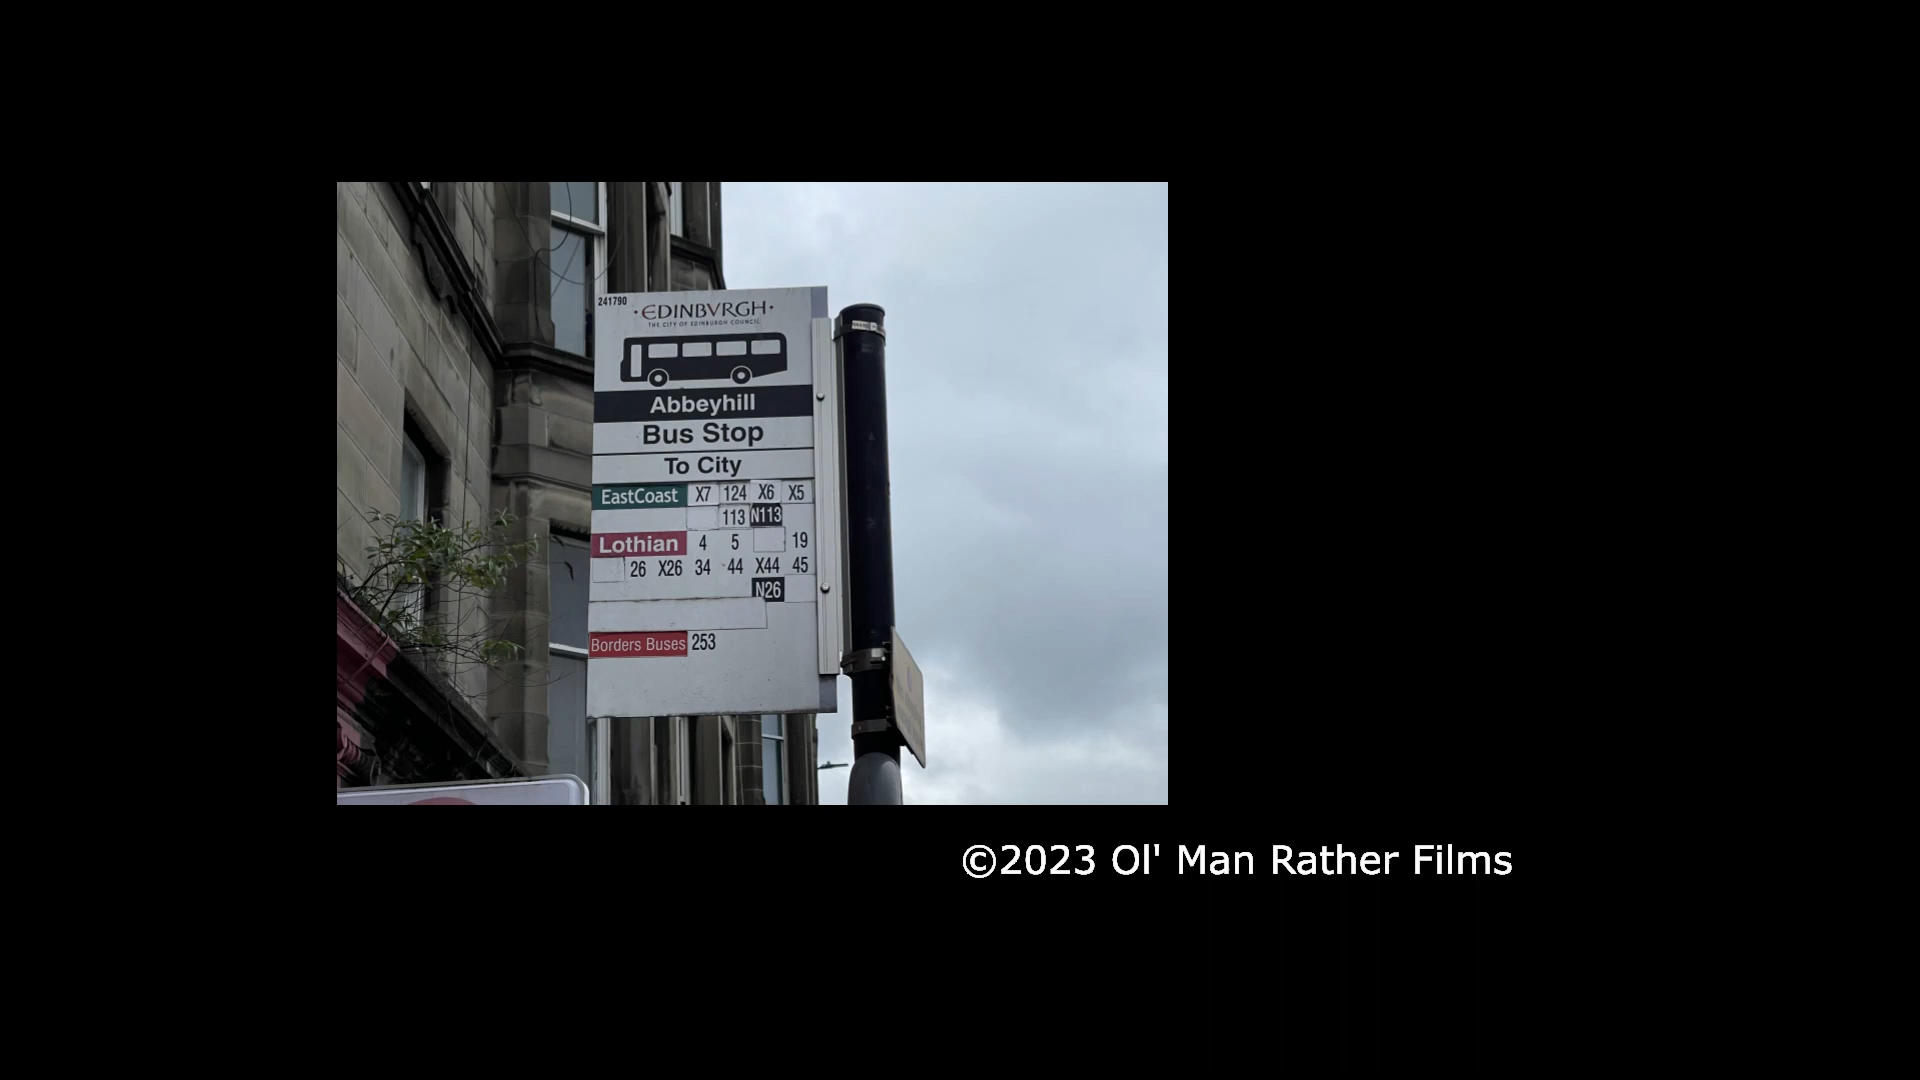 241790
·EDINBVRGH·
THE CITY OF EDINBURGH COUNCIL
Abbeyhill
Bus Stop
To City
EastCoast X7 124 X6 X5
113 N113
Lothian 4 5 19
26 X26 34 44 X44 45
N26
Borders Buses 253
©2023 Ol' Man Rather Films